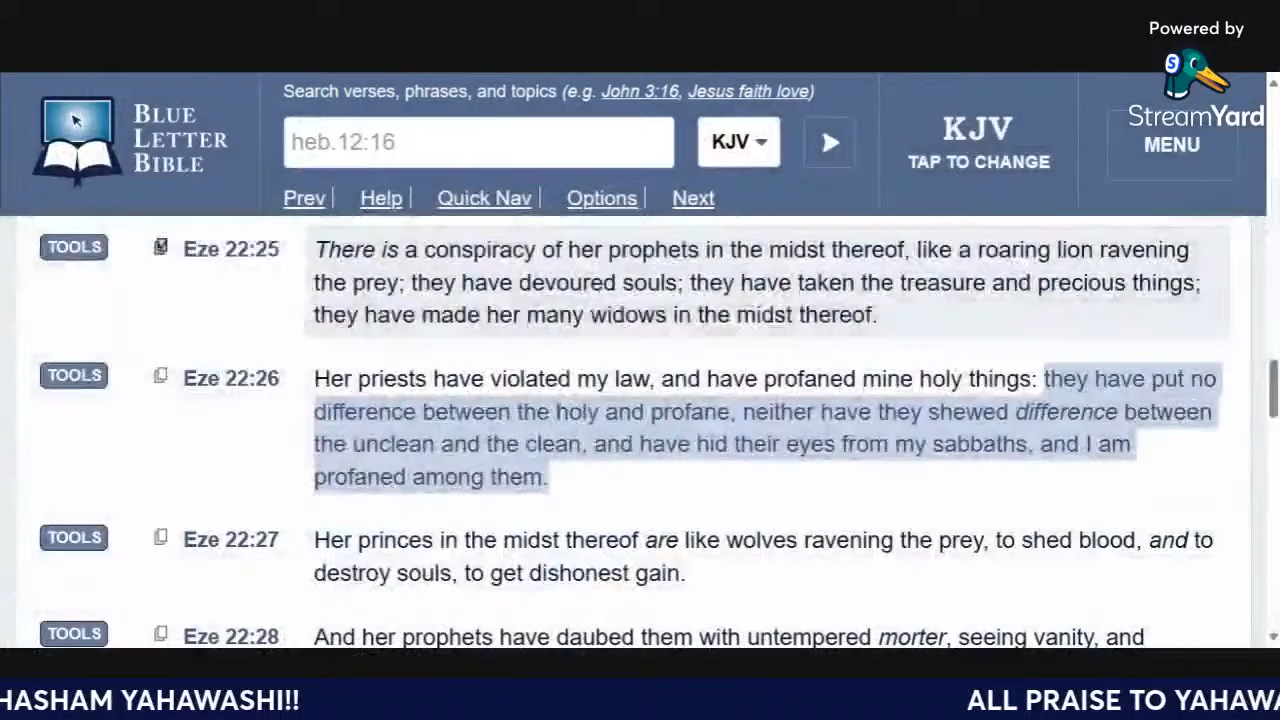 Powered by
S
StreamYard
BLUE
LETTER
BIBLE
Search verses, phrases, and topics (e.g. John 3:16, Jesus faith love)
heb.12:16
KJV
KJV
TAP TO CHANGE
MENU
Prev
Help
Quick Nav
Options
Next
TOOLS
Eze 22:25
There is a conspiracy of her prophets in the midst thereof, like a roaring lion ravening
the prey; they have devoured souls; they have taken the treasure and precious things;
they have made her many widows in the midst thereof.
TOOLS
Eze 22:26
Her priests have violated my law, and have profaned mine holy things: they have put no
difference between the holy and profane, neither have they shewed difference between
the unclean and the clean, and have hid their eyes from my sabbaths, and I am
profaned among them.
TOOLS
Eze 22:27
Her princes in the midst thereof are like wolves ravening the prey, to shed blood, and to
destroy souls, to get dishonest gain.
TOOLS
Eze 22:28
And her prophets have daubed them with untempered morter, seeing vanity, and
HASHAM YAHAWASHI!!
ALL PRAISE TO YAHAWA